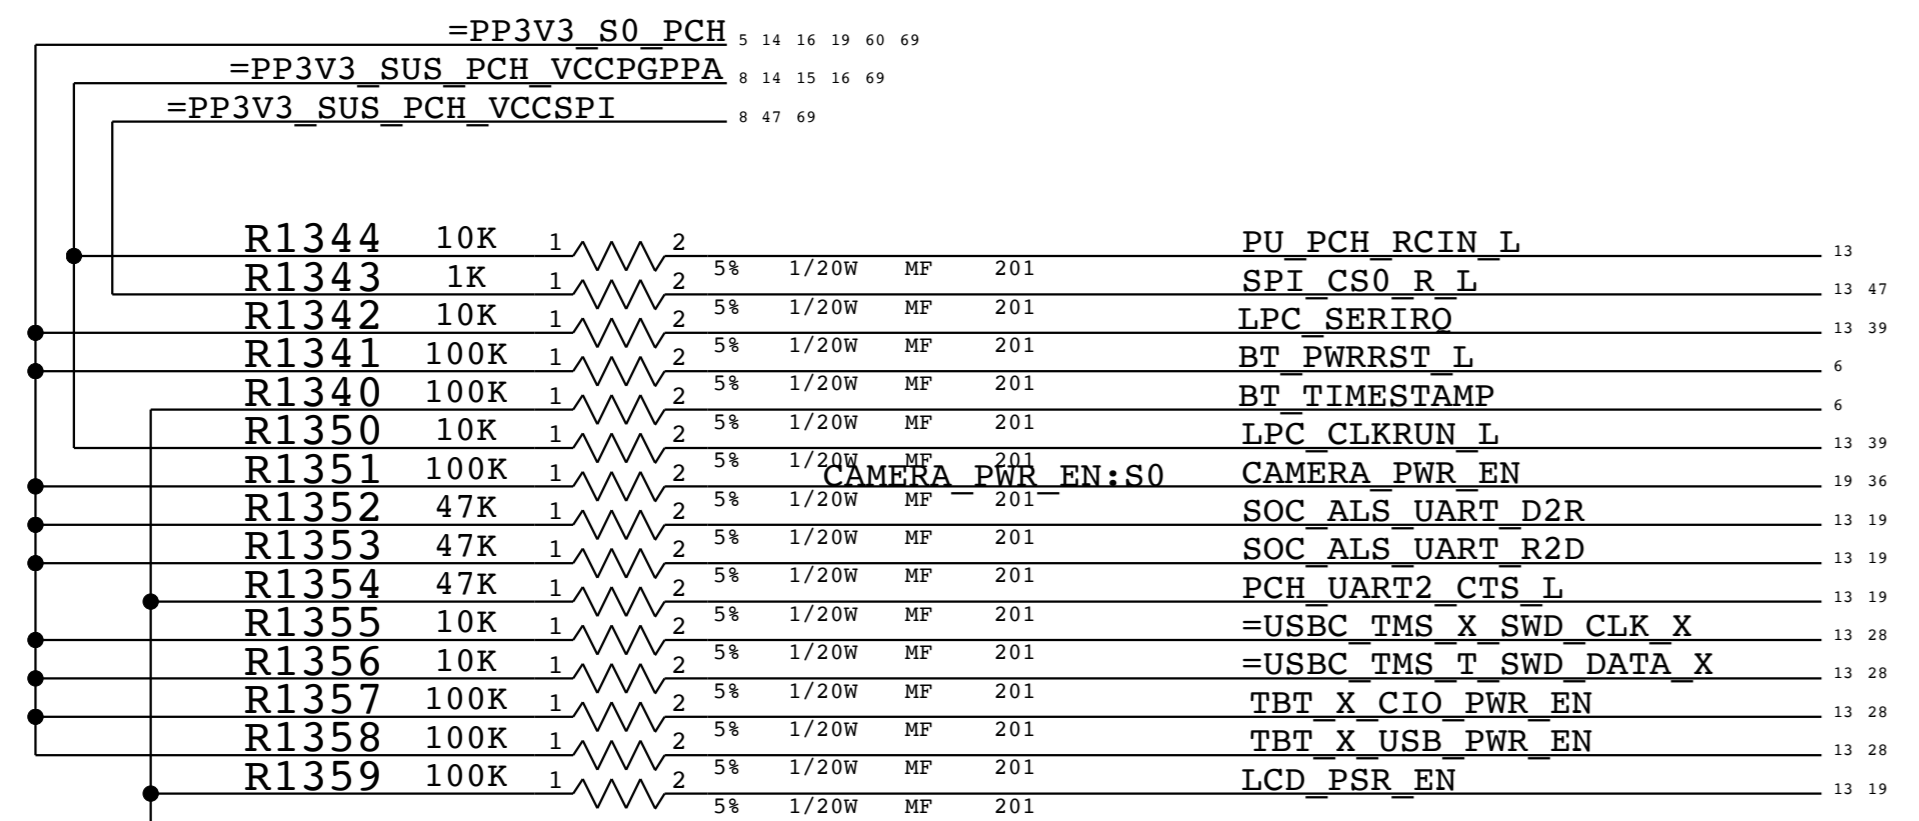 =PP3V3_S0_PCH 5 14 16 19 60 69
=PP3V3_SUS_PCH_VCCPGPPA 8 14 15 16 69
=PP3V3_SUS_PCH_VCCSPI 8 47 69
R1344 10K 1 2 PU_PCH_RCIN_L 13
5% 1/20W MF 201
R1343 1K 1 2 SPI_CS0_R_L 13 47
5% 1/20W MF 201
R1342 10K 1 2 LPC_SERIRQ 13 39
5% 1/20W MF 201
R1341 100K 1 2 BT_PWRRST_L 6
5% 1/20W MF 201
R1340 100K 1 2 BT_TIMESTAMP 6
5% 1/20W MF 201
R1350 10K 1 2 LPC_CLKRUN_L 13 39
5% 1/20W MF 201
R1351 100K 1 2 CAMERA_PWR_EN:S0 CAMERA_PWR_EN 19 36
5% 1/20W MF 201
R1352 47K 1 2 SOC_ALS_UART_D2R 13 19
5% 1/20W MF 201
R1353 47K 1 2 SOC_ALS_UART_R2D 13 19
5% 1/20W MF 201
R1354 47K 1 2 PCH_UART2_CTS_L 13 19
5% 1/20W MF 201
R1355 10K 1 2 =USBC_TMS_X_SWD_CLK_X 13 28
5% 1/20W MF 201
R1356 10K 1 2 =USBC_TMS_T_SWD_DATA_X 13 28
5% 1/20W MF 201
R1357 100K 1 2 TBT_X_CIO_PWR_EN 13 28
5% 1/20W MF 201
R1358 100K 1 2 TBT_X_USB_PWR_EN 13 28
5% 1/20W MF 201
R1359 100K 1 2 LCD_PSR_EN 13 19
5% 1/20W MF 201